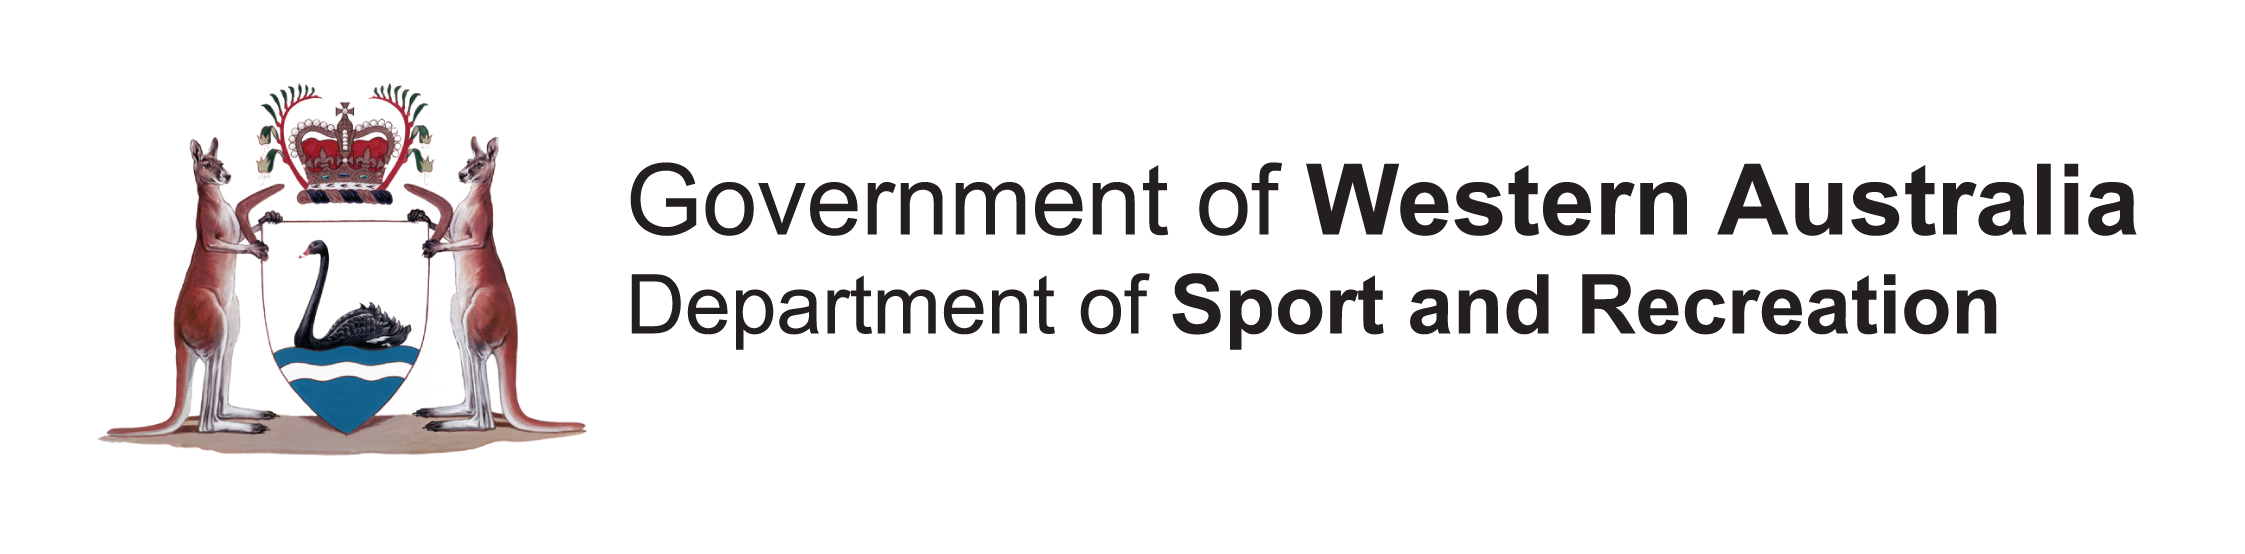 Government of Western Australia
Department of Sport and Recreation